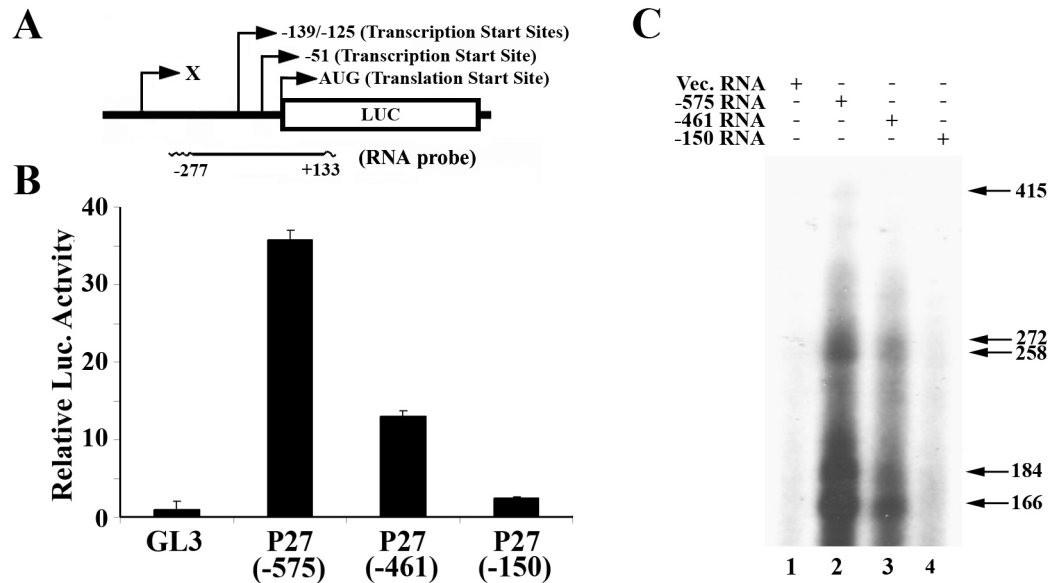 A
-139/-125 (Transcription Start Sites)
-51 (Transcription Start Site)
X
AUG (Translation Start Site)
LUC
(RNA probe)
-277
+133
B
Relative Luc. Activity
40
30
20
10
0
GL3
P27
(-575)
P27
(-461)
P27
(-150)
C
Vec. RNA + - - -
-575 RNA - + - -
-461 RNA - - + -
-150 RNA - - - +
415
272
258
184
166
1 2 3 4